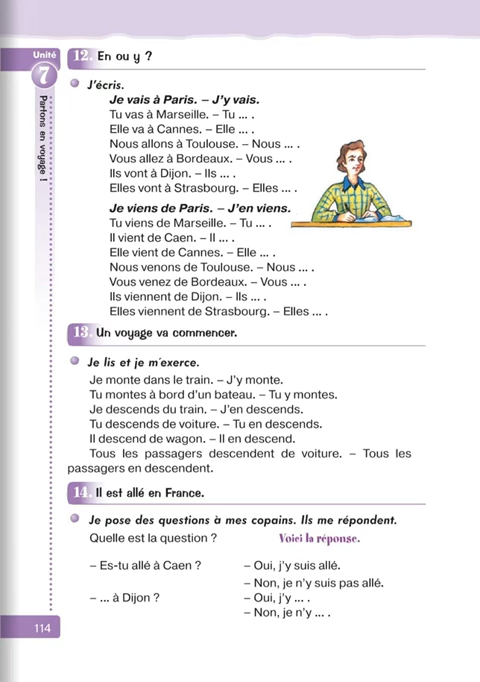 Unité
7
Partons en voyage !
12. En ou y ?
J'écris.
Je vais à Paris. – J'y vais.
Tu vas à Marseille. – Tu ... .
Elle va à Cannes. – Elle ... .
Nous allons à Toulouse. – Nous ... .
Vous allez à Bordeaux. – Vous ... .
Ils vont à Dijon. – Ils ... .
Elles vont à Strasbourg. – Elles ... .
Je viens de Paris. – J'en viens.
Tu viens de Marseille. – Tu ... .
Il vient de Caen. – Il ... .
Elle vient de Cannes. – Elle ... .
Nous venons de Toulouse. – Nous ... .
Vous venez de Bordeaux. – Vous ... .
Ils viennent de Dijon. – Ils ... .
Elles viennent de Strasbourg. – Elles ... .
13. Un voyage va commencer.
Je lis et je m'exerce.
Je monte dans le train. – J'y monte.
Tu montes à bord d'un bateau. – Tu y montes.
Je descends du train. – J'en descends.
Tu descends de voiture. – Tu en descends.
Il descend de wagon. – Il en descend.
Tous les passagers descendent de voiture. – Tous les
passagers en descendent.
14. Il est allé en France.
Je pose des questions à mes copains. Ils me répondent.
Quelle est la question ? Voici la réponse.
– Es-tu allé à Caen ? – Oui, j'y suis allé.
– Non, je n'y suis pas allé.
– ... à Dijon ? – Oui, j'y ... .
– Non, je n'y ... .
114